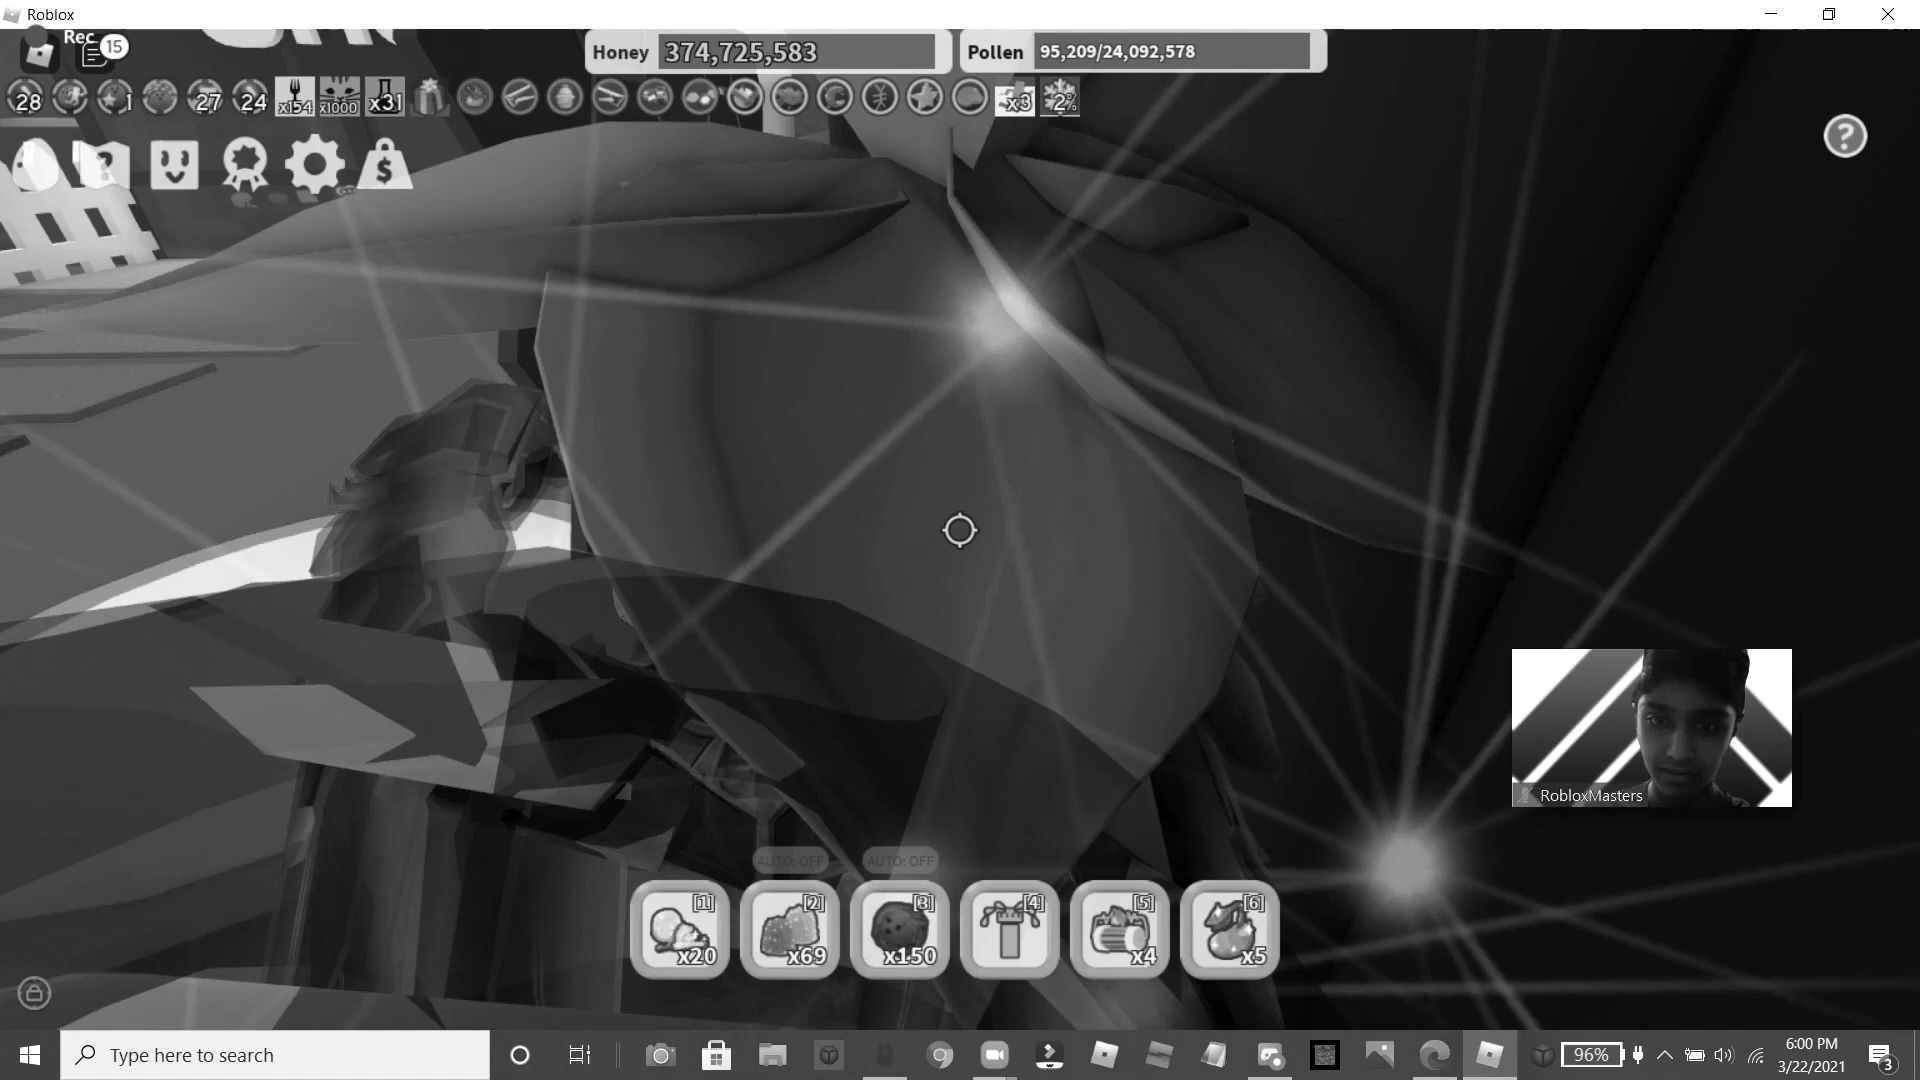 Roblox
Rec
15
Honey 374,725,583
Pollen 95,209/24,092,578
28
1
27
24
x154
x1000
x31
x3
2%
?
?
$
RobloxMasters
AUTO: OFF
AUTO: OFF
[1] [2] [3] [4] [5] [6]
x20 x69 x150 x4 x5
Type here to search
96%
6:00 PM
3/22/2021
3